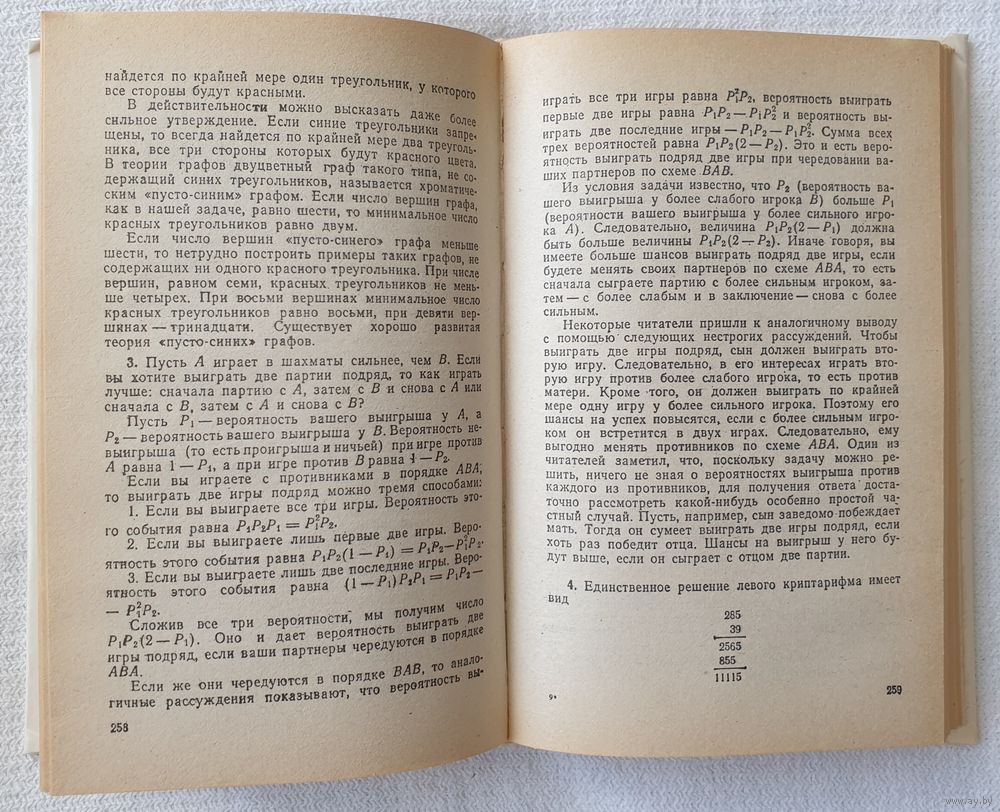 найдется по крайней мере один треугольник, у которого
все стороны будут красными.
В действительности можно высказать даже более
сильное утверждение. Если синие треугольники запре-
щены, то всегда найдется по крайней мере два треуголь-
ника, все три стороны которых будут красного цвета.
В теории графов двуцветный граф такого типа, не со-
держащий синих треугольников, называется хроматиче-
ским «пусто-синим» графом. Если число вершин графа,
как в нашей задаче, равно шести, то минимальное число
красных треугольников равно двум.
Если число вершин «пусто-синего» графа меньше
шести, то нетрудно построить примеры таких графов, не
содержащих ни одного красного треугольника. При числе
вершин, равном семи, красных треугольников не мень-
ше четырех. При восьми вершинах минимальное число
красных треугольников равно восьми, при девяти вер-
шинах — тринадцати. Существует хорошо развитая
теория «пусто-синих» графов.
3. Пусть A играет в шахматы сильнее, чем B. Если
вы хотите выиграть две партии подряд, то как играть
лучше: сначала партию с A, затем с B и снова с A или
сначала с B, затем с A и снова с B?
Пусть P₁ — вероятность вашего выигрыша у A, а
P₂ — вероятность вашего выигрыша у B. Вероятность не-
выигрыша (то есть проигрыша и ничьей) при игре против
A равна 1 — P₁, а при игре против B равна 1 — P₂.
Если вы играете с противниками в порядке ABA,
то выиграть две игры подряд можно тремя способами:
1. Если вы выиграете все три игры. Вероятность это-
го события равна P₁P₂P₁ = P₁²P₂.
2. Если вы выиграете лишь первые две игры. Веро-
ятность этого события равна P₁P₂(1 — P₁) = P₁P₂—P₁²P₂.
3. Если вы выиграете лишь две последние игры. Веро-
ятность этого события равна (1 — P₁)P₂P₁ = P₁P₂—
— P₁²P₂.
Сложив все три вероятности, мы получим число
P₁P₂(2 — P₁). Оно и дает вероятность выиграть две
игры подряд, если ваши партнеры чередуются в порядке
ABA.
Если же они чередуются в порядке BAB, то анало-
гичные рассуждения показывают, что вероятность вы-
258
играть все три игры равна P₁²P₂, вероятность выиграть
первые две игры равна P₁P₂ — P₁P₂² и вероятность вы-
играть две последние игры — P₁P₂ — P₁P₂². Сумма всех
трех вероятностей равна P₁P₂(2 — P₂). Это и есть веро-
ятность выиграть подряд две игры при чередовании ва-
ших партнеров по схеме BAB.
Из условия задачи известно, что P₂ (вероятность ва-
шего выигрыша у более слабого игрока B) больше P₁
(вероятности вашего выигрыша у более сильного игро-
ка A). Следовательно, величина P₁P₂(2 — P₁) должна
быть больше величины P₁P₂(2 — P₂). Иначе говоря, вы
имеете больше шансов выиграть подряд две игры, если
будете менять своих партнеров по схеме ABA, то есть
сначала сыграете партию с более сильным игроком, за-
тем — с более слабым и в заключение — снова с более
сильным.
Некоторые читатели пришли к аналогичному выводу
с помощью следующих нестрогих рассуждений. Чтобы
выиграть две игры подряд, сын должен выиграть вто-
рую игру. Следовательно, в его интересах играть вто-
рую игру против более слабого игрока, то есть против
матери. Кроме того, он должен выиграть по крайней
мере одну игру у более сильного игрока. Поэтому его
шансы на успех повысятся, если с более сильным игро-
ком он встретится в двух играх. Следовательно, ему
выгодно менять противников по схеме ABA. Один из
читателей заметил, что, поскольку задачу можно ре-
шить, ничего не зная о вероятностях выигрыша против
каждого из противников, для получения ответа доста-
точно рассмотреть какой-нибудь особенно простой ча-
стный случай. Пусть, например, сын заведомо побеждает
мать. Тогда он сумеет выиграть две игры подряд, если
хоть раз победит отца. Шансы на выигрыш у него бу-
дут выше, если он сыграет с отцом две партии.
4. Единственное решение левого криптарифма имеет
вид
285
39
2565
855
11115
9*
259
www.ay.by